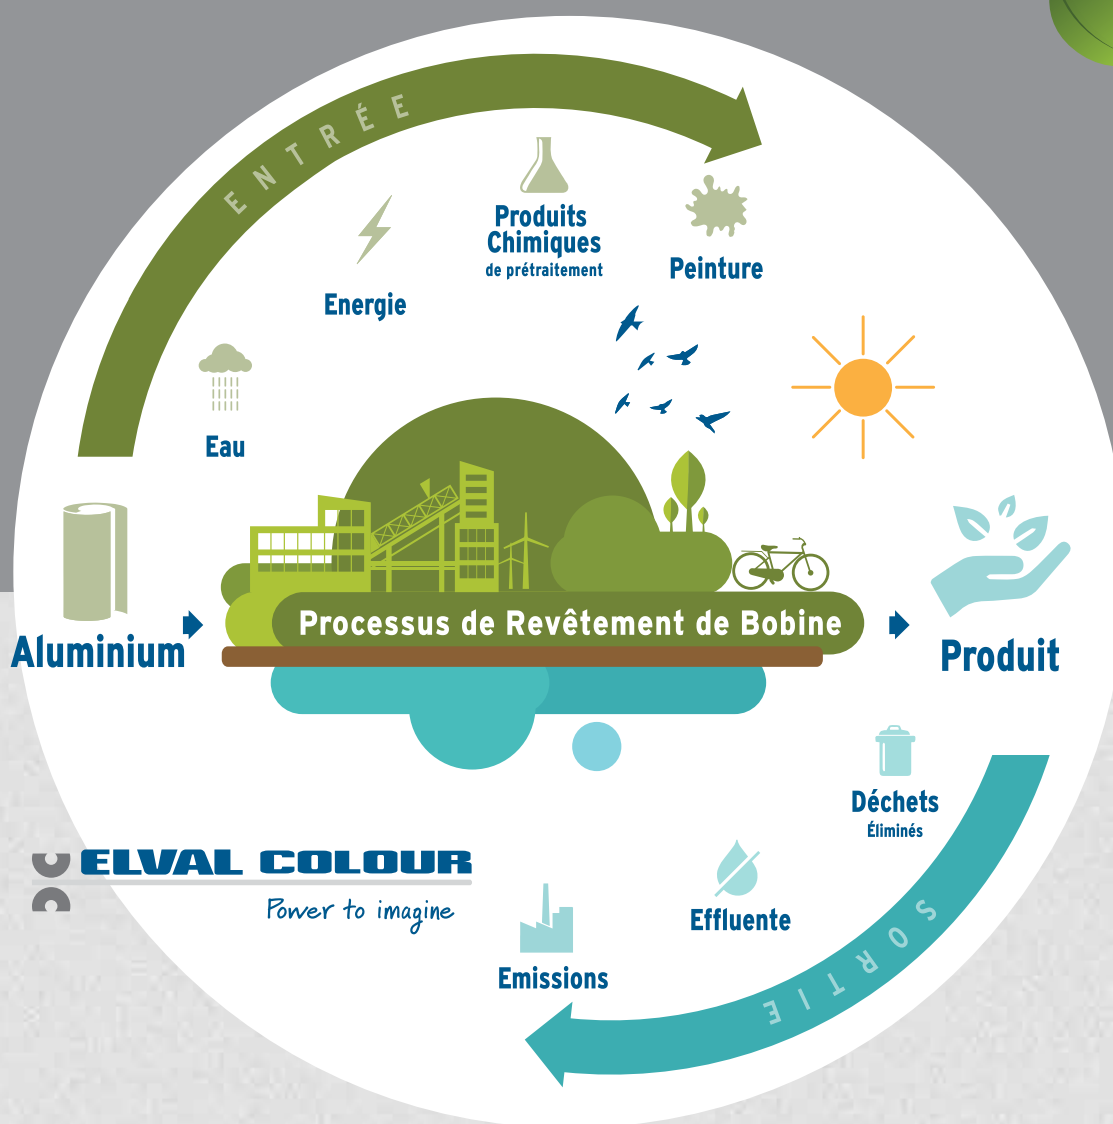 ENTRÉE
Produits
Chimiques
de prétraitement
Peinture
Energie
Eau
Aluminium
Processus de Revêtement de Bobine
Produit
Déchets
Éliminés
Effluente
Emissions
SORTIE
ELVAL COLOUR
Power to imagine